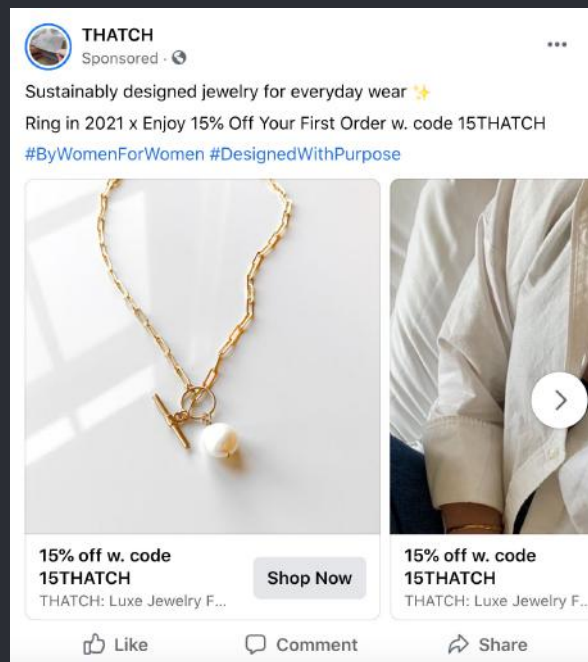 THATCH
Sponsored ·
Sustainably designed jewelry for everyday wear ✨
Ring in 2021 x Enjoy 15% Off Your First Order w. code 15THATCH
#ByWomenForWomen #DesignedWithPurpose
15% off w. code
15THATCH
THATCH: Luxe Jewelry F...
Shop Now
15% off w. code
15THATCH
THATCH: Luxe Jewelry F...
Like
Comment
Share